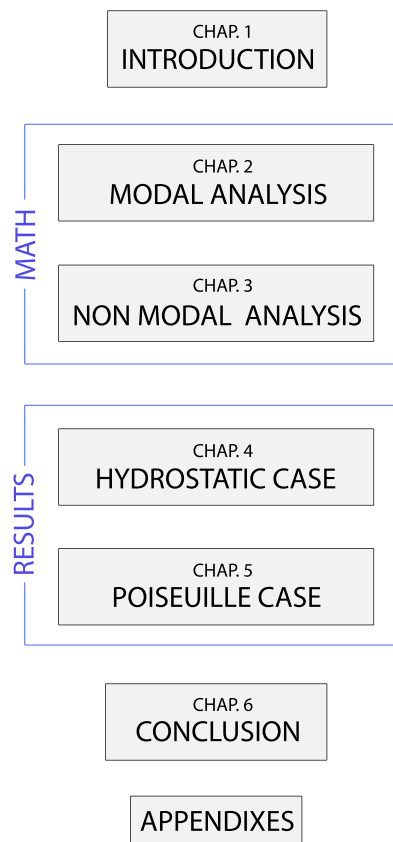 CHAP. 1
INTRODUCTION
MATH
CHAP. 2
MODAL ANALYSIS
CHAP. 3
NON MODAL ANALYSIS
RESULTS
CHAP. 4
HYDROSTATIC CASE
CHAP. 5
POISEUILLE CASE
CHAP. 6
CONCLUSION
APPENDIXES